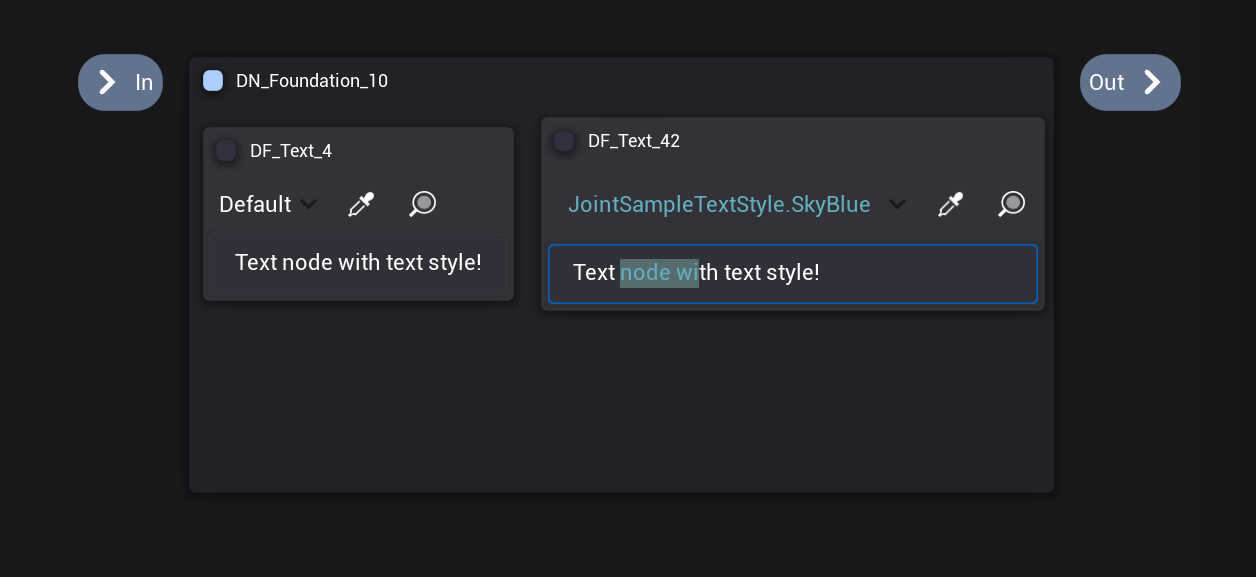 In
DN_Foundation_10
Out
DF_Text_4
Default
Text node with text style!
DF_Text_42
JointSampleTextStyle.SkyBlue
Text node with text style!